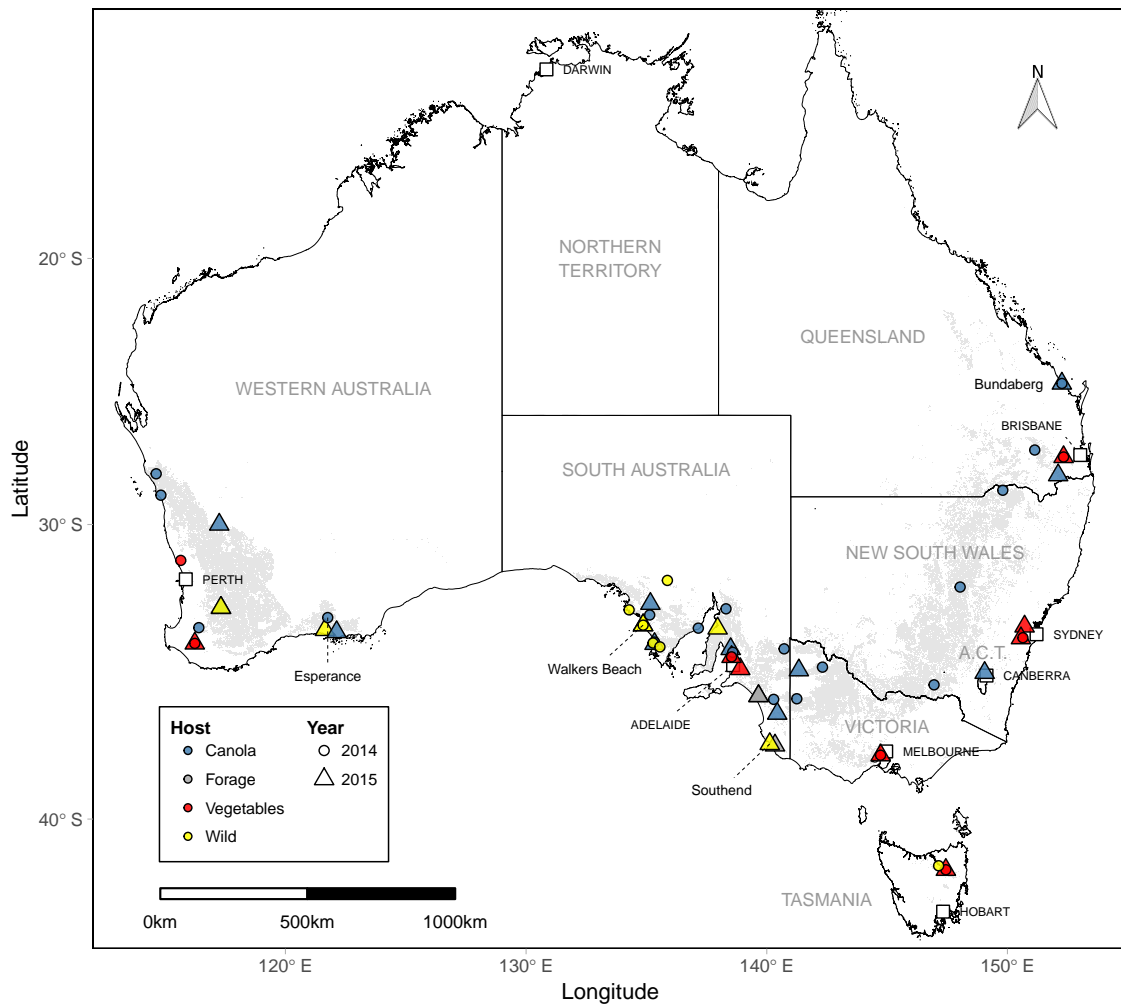 N
DARWIN
NORTHERN
TERRITORY
20° S
QUEENSLAND
WESTERN AUSTRALIA
Bundaberg
BRISBANE
SOUTH AUSTRALIA
Latitude
30° S
NEW SOUTH WALES
PERTH
SYDNEY
A.C.T.
Walkers Beach
Esperance
CANBERRA
ADELAIDE
VICTORIA
MELBOURNE
Southend
Host
Canola
Forage
Vegetables
Wild
Year
2014
2015
40° S
TASMANIA
HOBART
0km 500km 1000km
120° E 130° E 140° E 150° E
Longitude